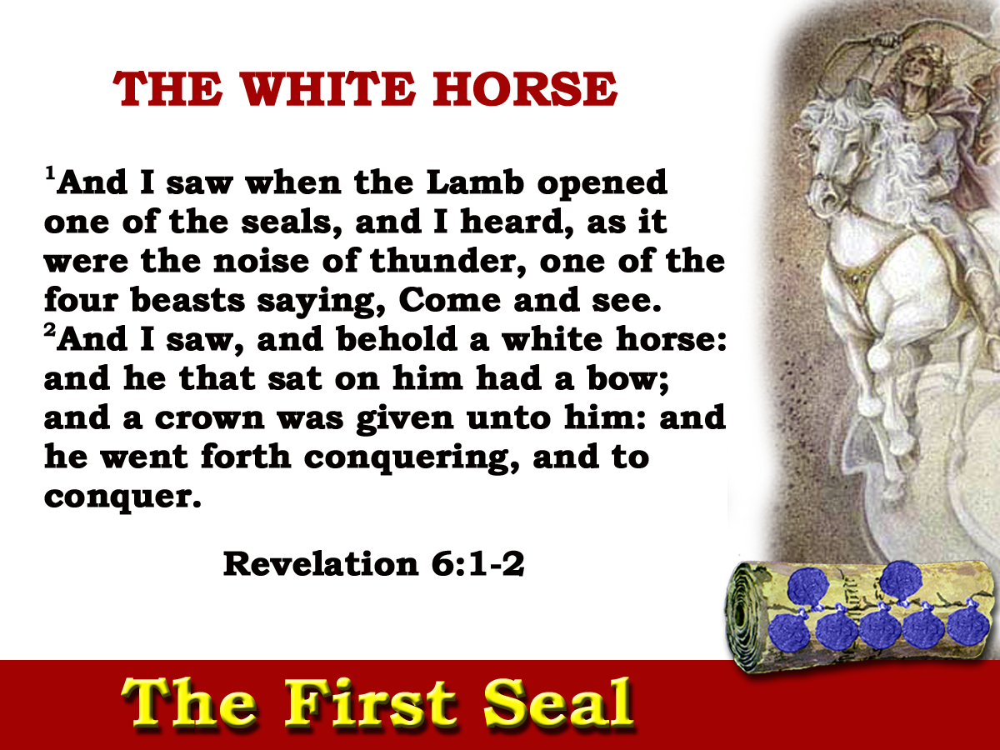 THE WHITE HORSE
¹And I saw when the Lamb opened
one of the seals, and I heard, as it
were the noise of thunder, one of the
four beasts saying, Come and see.
²And I saw, and behold a white horse:
and he that sat on him had a bow;
and a crown was given unto him: and
he went forth conquering, and to
conquer.
Revelation 6:1-2
The First Seal